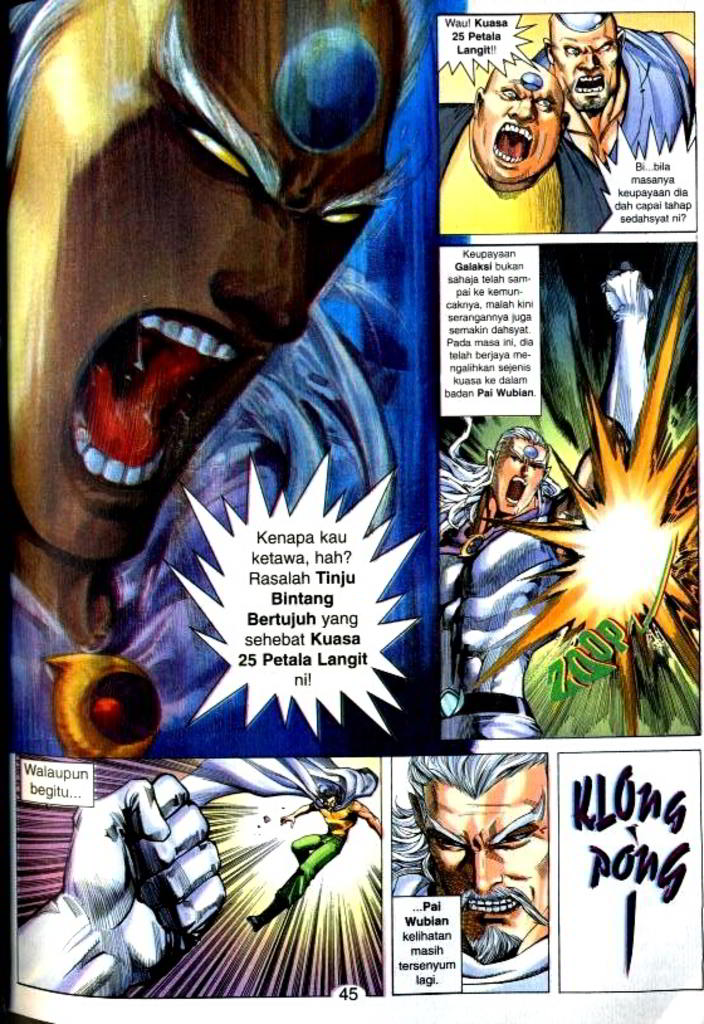 Wau! Kuasa
25 Petala
Langit!!
Bi...bila
masanya
keupayaan dia
dah capai tahap
sedahsyat ni?
Kenapa kau
ketawa, hah?
Rasalah Tinju
Bintang
Bertujuh yang
sehebat Kuasa
25 Petala Langit
ni!
Keupayaan
Galaksi bukan
sahaja telah sam-
pai ke kemun-
caknya, malah kini
serangannya juga
semakin dahsyat.
Pada masa ini, dia
telah berjaya me-
ngalihkan sejenis
kuasa ke dalam
badan Pai Wubian.
ZOOP
Walaupun
begitu...
...Pai
Wubian
kelihatan
masih
tersenyum
lagi.
KLONG
PONG
!
45